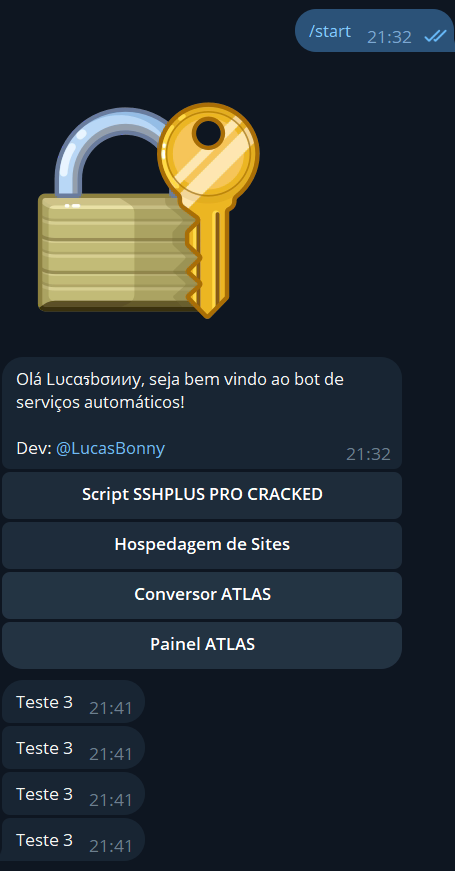 /start 21:32
Olá Lυcαꜱbσиיy, seja bem vindo ao bot de
serviços automáticos!
Dev: @LucasBonny 21:32
Script SSHPLUS PRO CRACKED
Hospedagem de Sites
Conversor ATLAS
Painel ATLAS
Teste 3 21:41
Teste 3 21:41
Teste 3 21:41
Teste 3 21:41